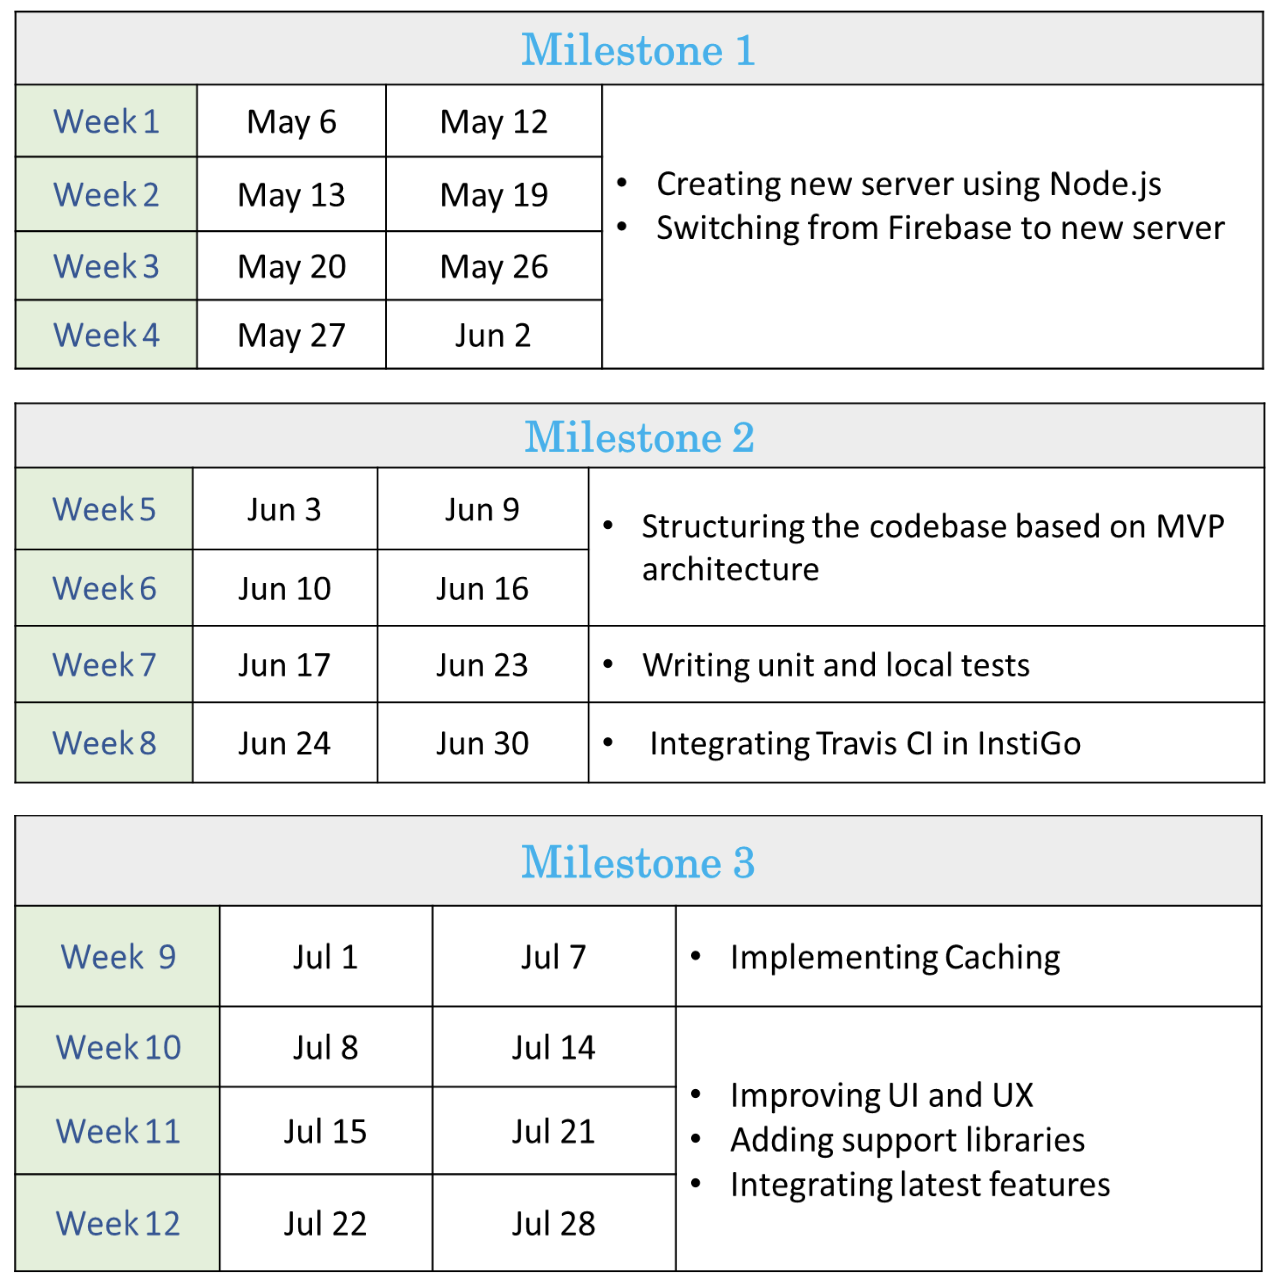 Milestone 1
Week 1 May 6 May 12
Week 2 May 13 May 19
• Creating new server using Node.js
• Switching from Firebase to new server
Week 3 May 20 May 26
Week 4 May 27 Jun 2
Milestone 2
Week 5 Jun 3 Jun 9
• Structuring the codebase based on MVP
architecture
Week 6 Jun 10 Jun 16
Week 7 Jun 17 Jun 23 • Writing unit and local tests
Week 8 Jun 24 Jun 30 • Integrating Travis CI in InstiGo
Milestone 3
Week 9 Jul 1 Jul 7 • Implementing Caching
Week 10 Jul 8 Jul 14
Week 11 Jul 15 Jul 21
• Improving UI and UX
• Adding support libraries
• Integrating latest features
Week 12 Jul 22 Jul 28